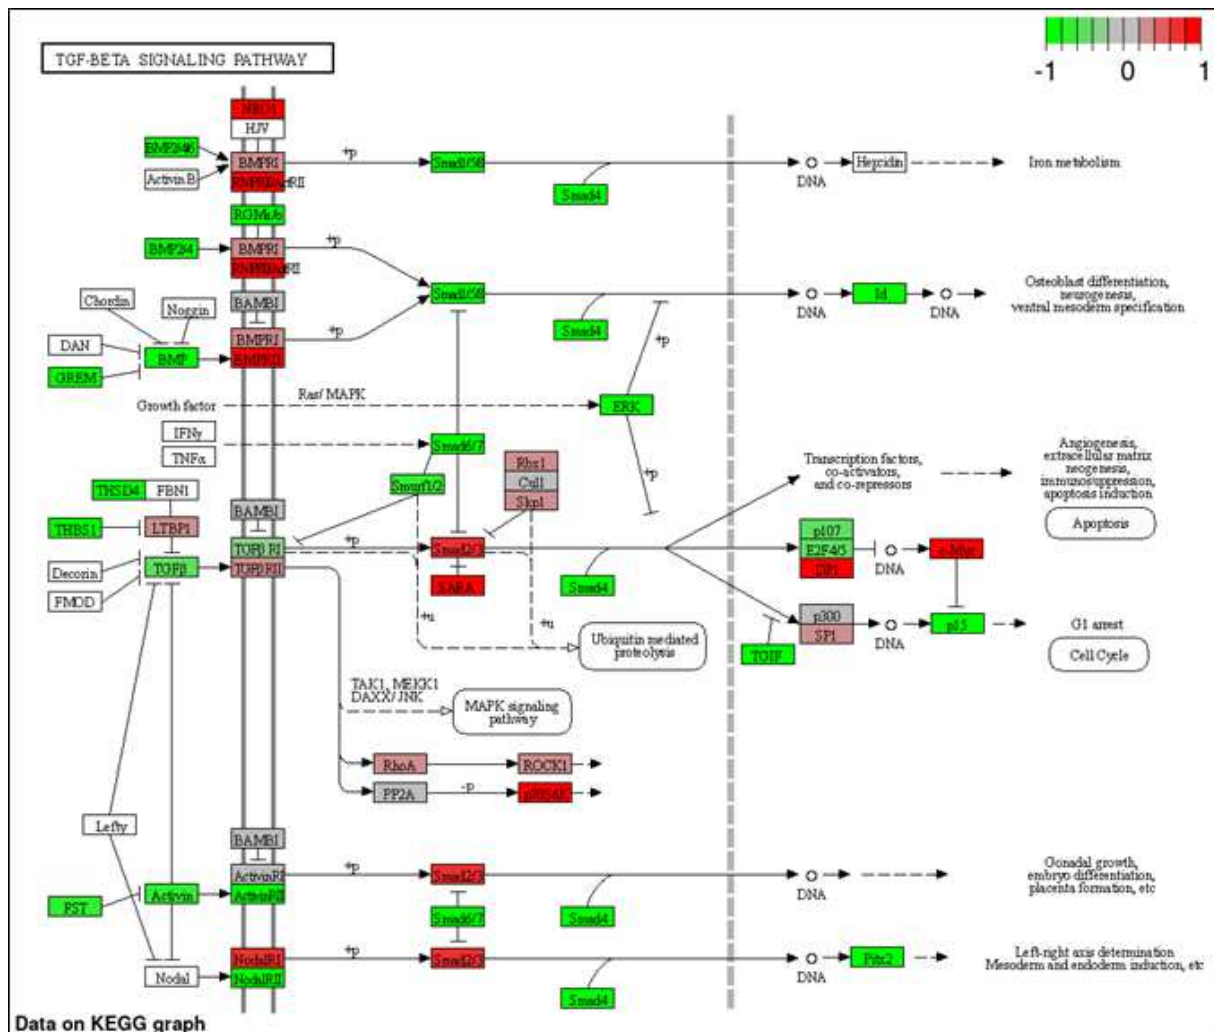 TGF-BETA SIGNALING PATHWAY
-1 0 1
NEO1
HJV
BMP2/4/6
Activin B
BMPRI
+p
Smad1/5/8
Smad4
DNA
Hepcidin
Iron metabolism
RGMa/b
BMP2/4
BMPRI
+p
BAMBI
Smad1/5/8
Smad4
DNA
Id
DNA
Osteoblast differentiation,
neurogenesis,
ventral mesoderm specification
Chordin
Noggin
DAN
GREM
BMP
BMPRI
BMPRII
+p
+p
Growth factor
Ras/ MAPK
ERK
+p
IFNγ
TNFα
Smad6/7
Smurf1/2
Rbx1
Cul1
Skp1
Transcription factors,
co-activators,
and co-repressors
Angiogenesis,
extracellular matrix
neogenesis,
immunosuppression,
apoptosis induction
Apoptosis
THSD4
FBN1
THBS1
LTBP1
BAMBI
Decorin
FMOD
TGFβ
TGFβ RI
TGFβ RII
+p
Smad2/3
SARA
Smad4
+u
+u
Ubiquitin mediated
proteolysis
p107
E2F4/5
DP1
DNA
c-Myc
p300
SP1
DNA
p15
TGIF
G1 arrest
Cell Cycle
TAK1, MEKK1
DAXX/ JNK
MAPK signaling
pathway
RhoA
ROCK1
PP2A
-p
p70S6K
Lefty
BAMBI
FST
Activin
ActivinRI
ActivinRII
+p
Smad2/3
Smad6/7
Smad4
DNA
Gonadal growth,
embryo differentiation,
placenta formation, etc
Nodal
NodalRI
NodalRII
+p
Smad2/3
Smad4
DNA
Pitx2
Left-right axis determination
Mesoderm and endoderm induction, etc
Data on KEGG graph